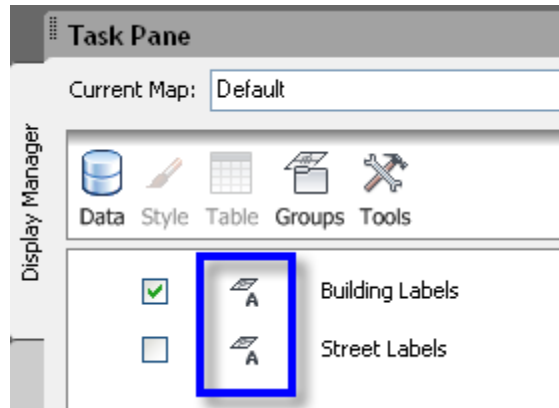 Task Pane
Current Map: Default
Display Manager
Data Style Table Groups Tools
A Building Labels
A Street Labels